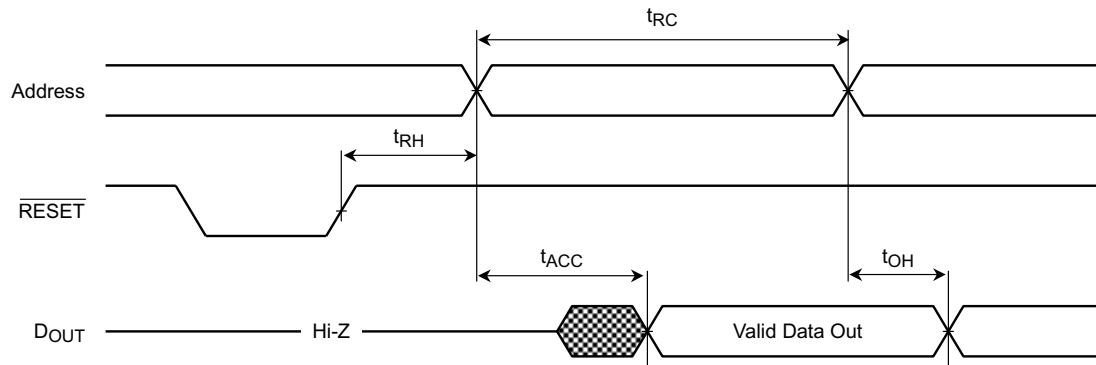 tRC
Address
tRH
RESET
tACC
tOH
DOUT
Hi-Z
Valid Data Out